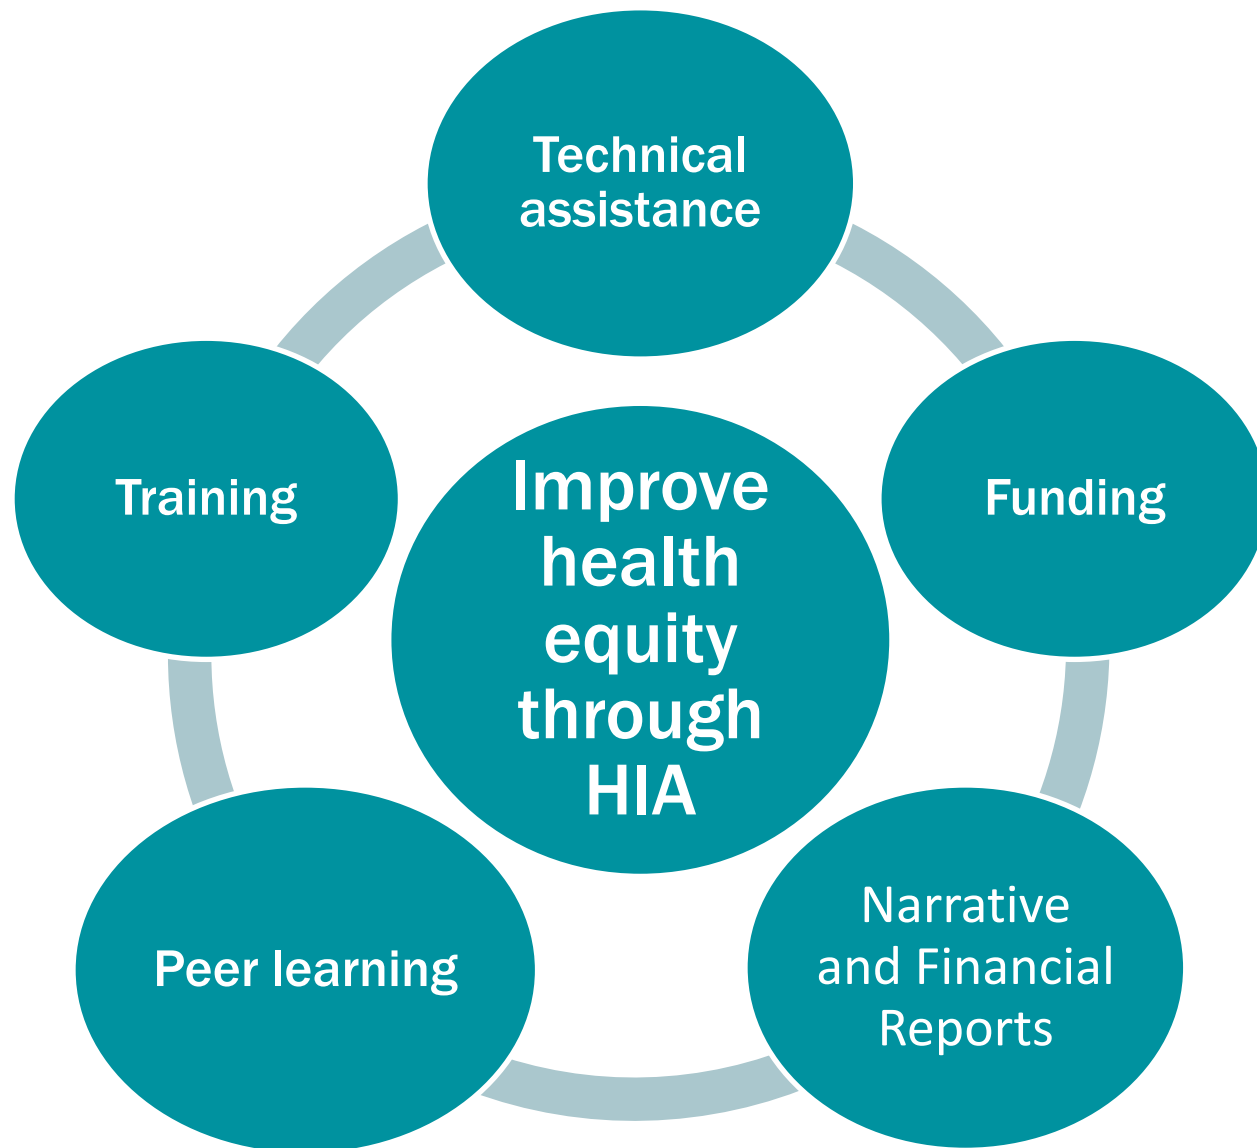 Technical
assistance
Training
Funding
Improve
health
equity
through
HIA
Peer learning
Narrative
and Financial
Reports